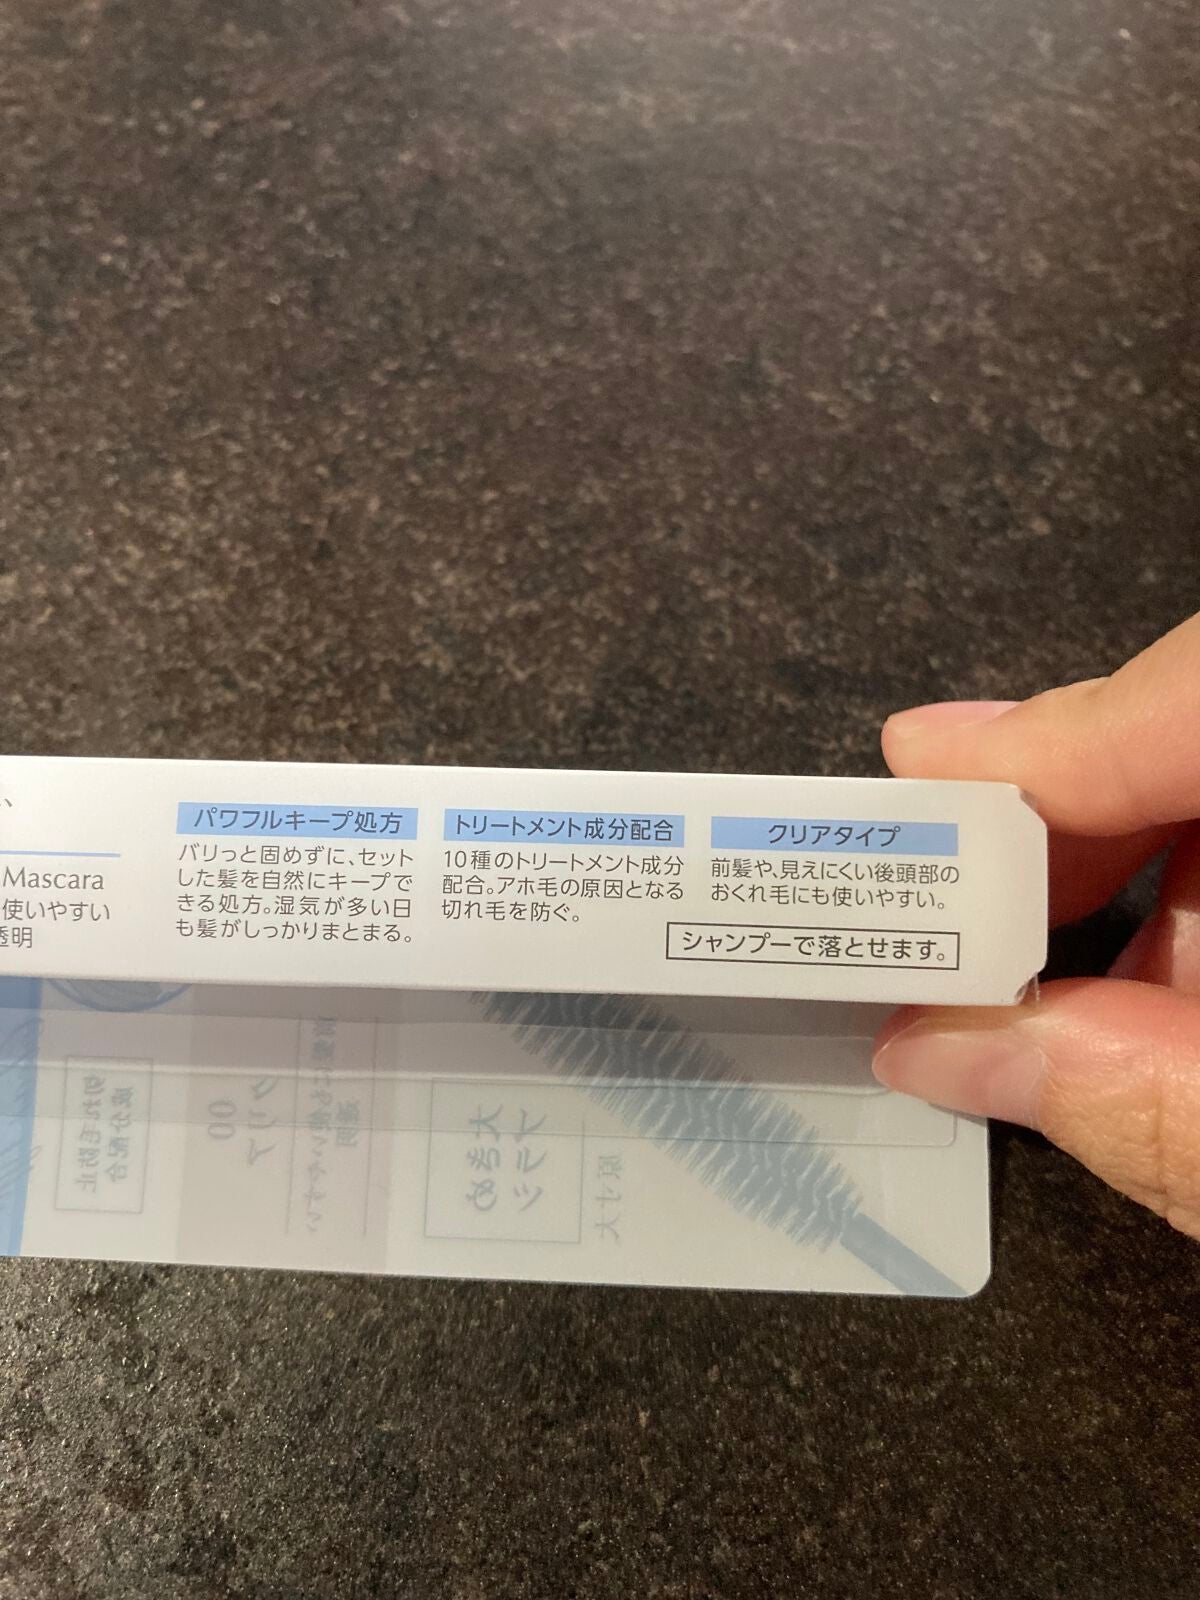 Mascara
使いやすい
透明
パワフルキープ処方
バリっと固めずに、セット
した髪を自然にキープで
きる処方。湿気が多い日
も髪がしっかりまとまる。
トリートメント成分配合
10種のトリートメント成分
配合。アホ毛の原因となる
切れ毛を防ぐ。
クリアタイプ
前髪や、見えにくい後頭部の
おくれ毛にも使いやすい。
シャンプーで落とせます。